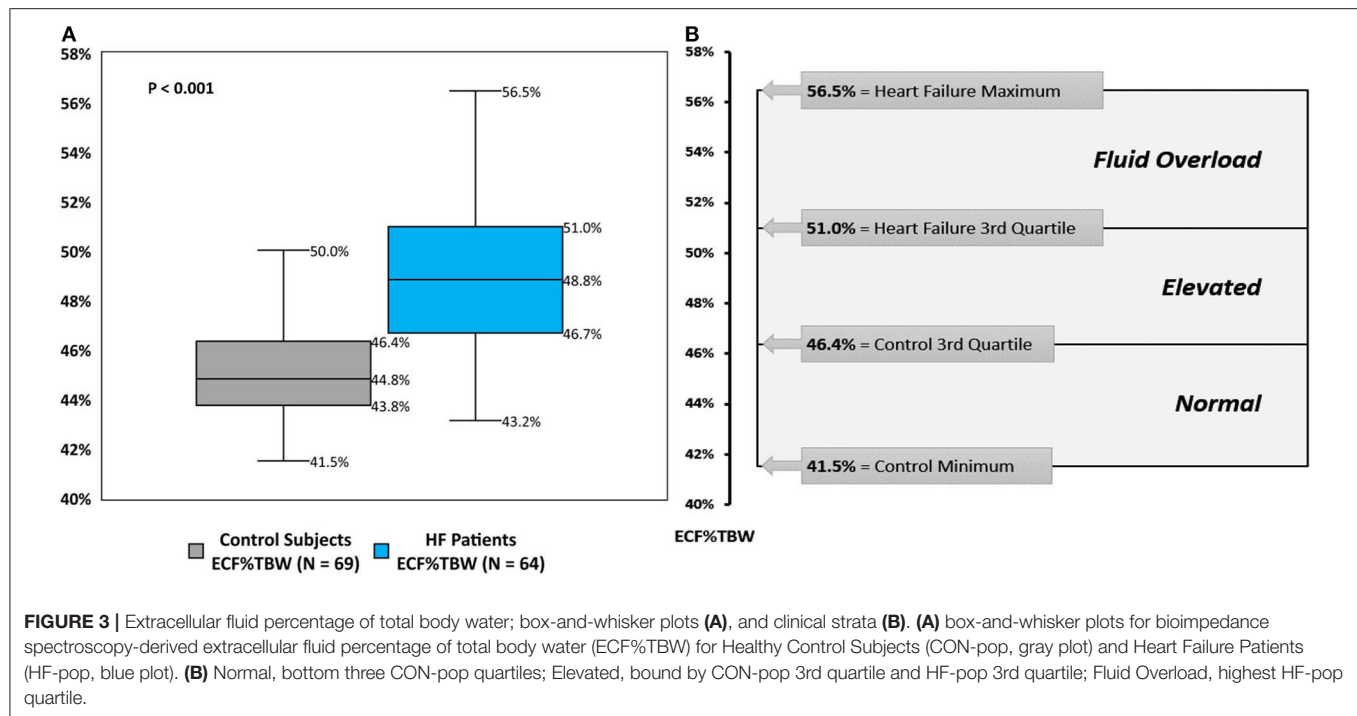 A
58%
56%
54%
52%
50%
48%
46%
44%
42%
40%
P < 0.001
56.5%
51.0%
50.0%
48.8%
46.7%
46.4%
44.8%
43.8%
43.2%
41.5%
Control Subjects
ECF%TBW (N = 69)
HF Patients
ECF%TBW (N = 64)
B
58%
56%
54%
52%
50%
48%
46%
44%
42%
40%
ECF%TBW
56.5% = Heart Failure Maximum
Fluid Overload
51.0% = Heart Failure 3rd Quartile
Elevated
46.4% = Control 3rd Quartile
Normal
41.5% = Control Minimum
FIGURE 3 | Extracellular fluid percentage of total body water; box-and-whisker plots (A), and clinical strata (B). (A) box-and-whisker plots for bioimpedance
spectroscopy-derived extracellular fluid percentage of total body water (ECF%TBW) for Healthy Control Subjects (CON-pop, gray plot) and Heart Failure Patients
(HF-pop, blue plot). (B) Normal, bottom three CON-pop quartiles; Elevated, bound by CON-pop 3rd quartile and HF-pop 3rd quartile; Fluid Overload, highest HF-pop
quartile.